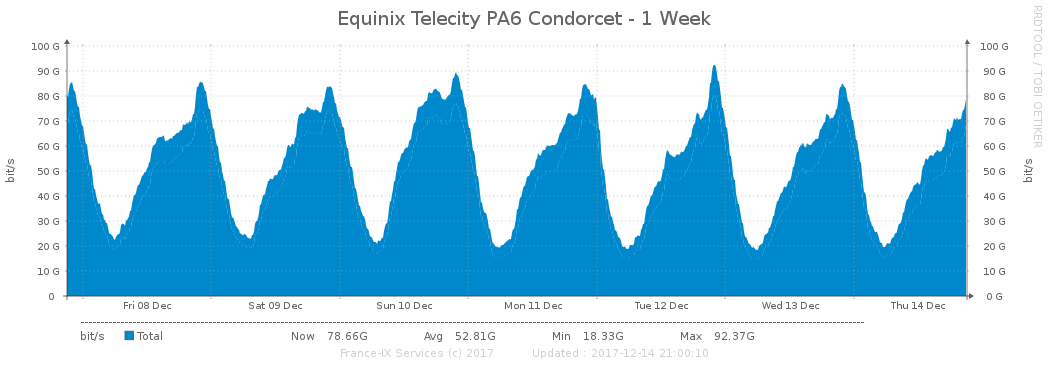 Equinix Telecity PA6 Condorcet - 1 Week
RRDTOOL / TOBI OETIKER
bit/s
100 G 100 G
90 G 90 G
80 G 80 G
70 G 70 G
60 G 60 G
50 G 50 G
40 G 40 G
30 G 30 G
20 G 20 G
10 G 10 G
0 0 G
bit/s
Fri 08 Dec Sat 09 Dec Sun 10 Dec Mon 11 Dec Tue 12 Dec Wed 13 Dec Thu 14 Dec
bit/s Total Now 78.66G Avg 52.81G Min 18.33G Max 92.37G
France-IX Services (c) 2017 Updated : 2017-12-14 21:00:10